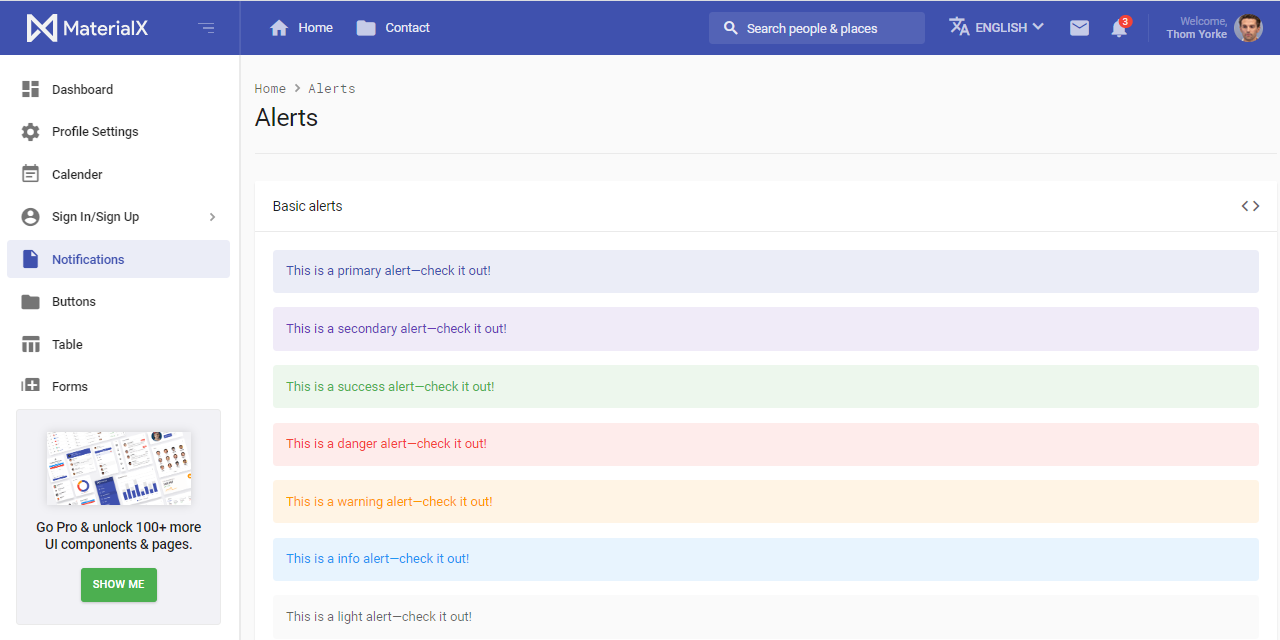 MaterialX
Home
Contact
Search people & places
ENGLISH
3
Welcome,
Thom Yorke
Dashboard
Profile Settings
Calender
Sign In/Sign Up
Notifications
Buttons
Table
Forms
Go Pro & unlock 100+ more
UI components & pages.
SHOW ME
Home > Alerts
Alerts
Basic alerts
This is a primary alert—check it out!
This is a secondary alert—check it out!
This is a success alert—check it out!
This is a danger alert—check it out!
This is a warning alert—check it out!
This is a info alert—check it out!
This is a light alert—check it out!